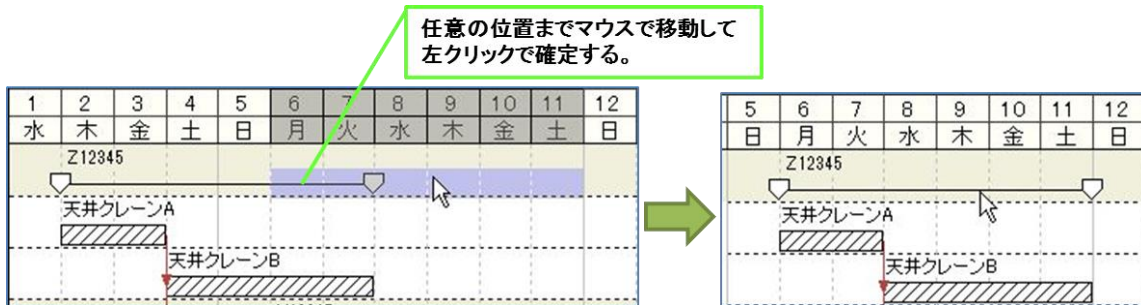 任意の位置までマウスで移動して
左クリックで確定する。
1 2 3 4 5 6 7 8 9 10 11 12
水 木 金 土 日 月 火 水 木 金 土 日
Z12345
天井クレーンA
天井クレーンB
5 6 7 8 9 10 11 12
日 月 火 水 木 金 土 日
Z12345
天井クレーンA
天井クレーンB